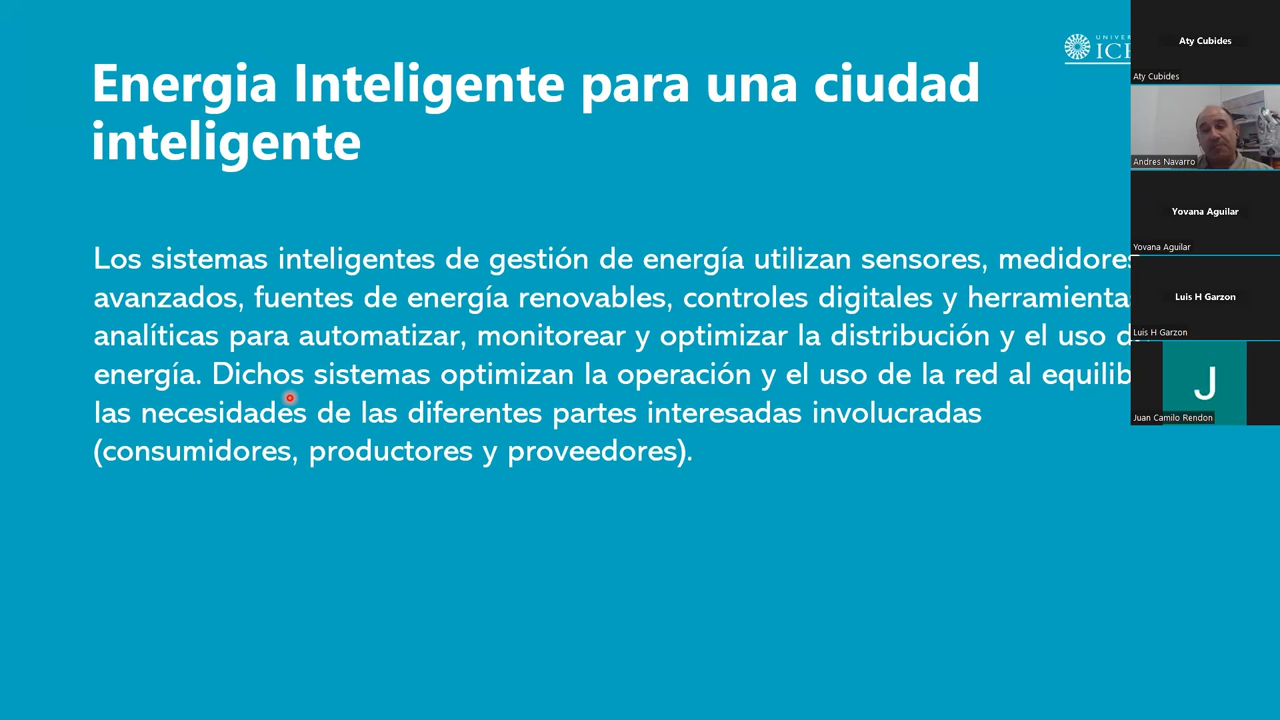 Energia Inteligente para una ciudad
inteligente
Los sistemas inteligentes de gestión de energía utilizan sensores, medidores
avanzados, fuentes de energía renovables, controles digitales y herramienta
analíticas para automatizar, monitorear y optimizar la distribución y el uso d
energía. Dichos sistemas optimizan la operación y el uso de la red al equilib
las necesidades de las diferentes partes interesadas involucradas
(consumidores, productores y proveedores).
UNIVER
ICE
Aty Cubides
Aty Cubides
Andres Navarro
Yovana Aguilar
Yovana Aguilar
Luis H Garzon
Luis H Garzon
J
Juan Camilo Rendon